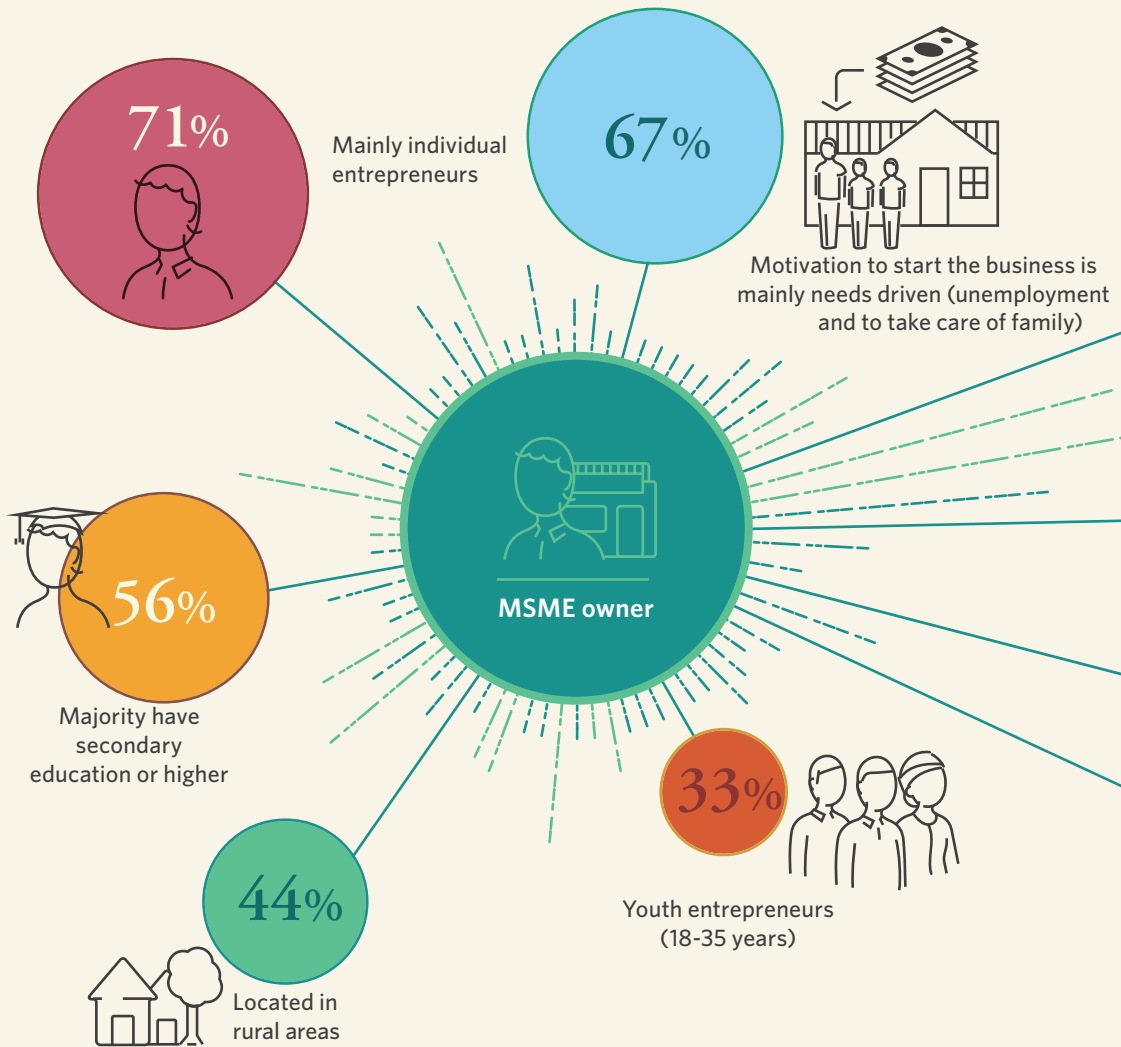 71%
Mainly individual
entrepreneurs
67%
Motivation to start the business is
mainly needs driven (unemployment
and to take care of family)
MSME owner
56%
Majority have
secondary
education or higher
33%
Youth entrepreneurs
(18-35 years)
44%
Located in
rural areas